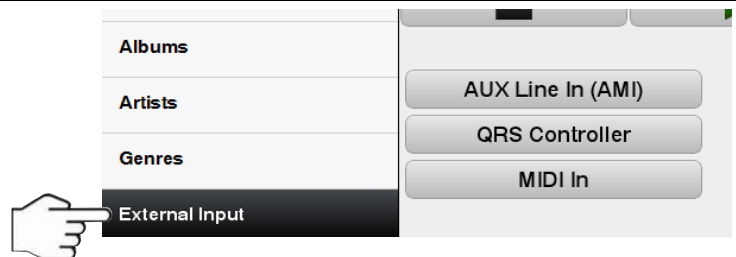 Albums
Artists
Genres
External Input
AUX Line In (AMI)
QRS Controller
MIDI In